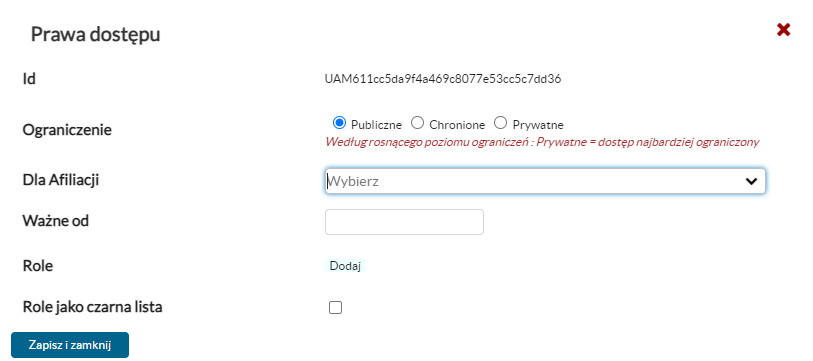 Prawa dostępu
Id UAM611cc5da9f4a469c8077e53cc5c7dd36
Ograniczenie Publiczne Chronione Prywatne
Według rosnącego poziomu ograniczeń : Prywatne = dostęp najbardziej ograniczony
Dla Afiliacji Wybierz
Ważne od
Role Dodaj
Role jako czarna lista
Zapisz i zamknij